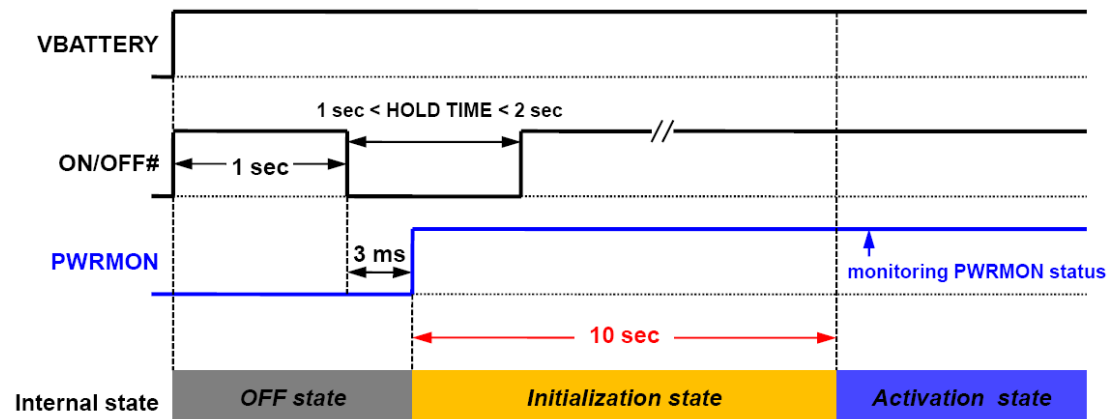 VBATTERY
1 sec < HOLD TIME < 2 sec
ON/OFF#
1 sec
PWRMON
3 ms
monitoring PWRMON status
10 sec
Internal state
OFF state
Initialization state
Activation state